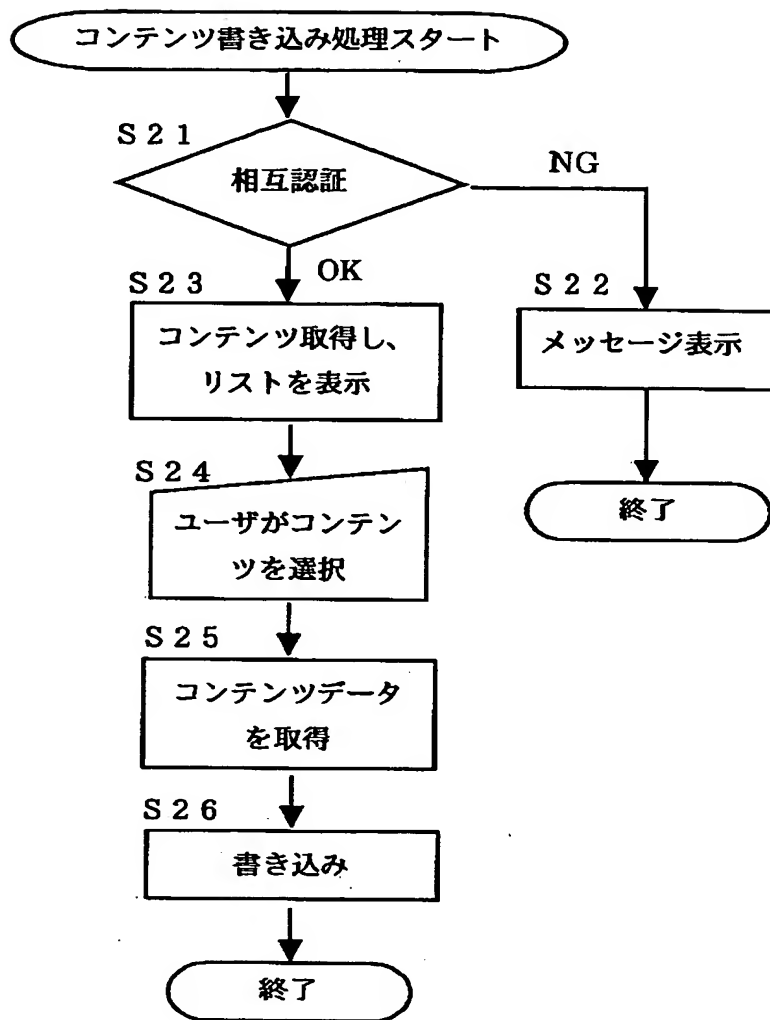 コンテンツ書き込み処理スタート
S21
相互認証
NG
OK
S23
コンテンツ取得し、
リストを表示
S22
メッセージ表示
終了
S24
ユーザがコンテン
ツを選択
S25
コンテンツデータ
を取得
S26
書き込み
終了